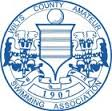 WILTS COUNTY AMATEUR
SWIMMING ASSOCIATION
1907